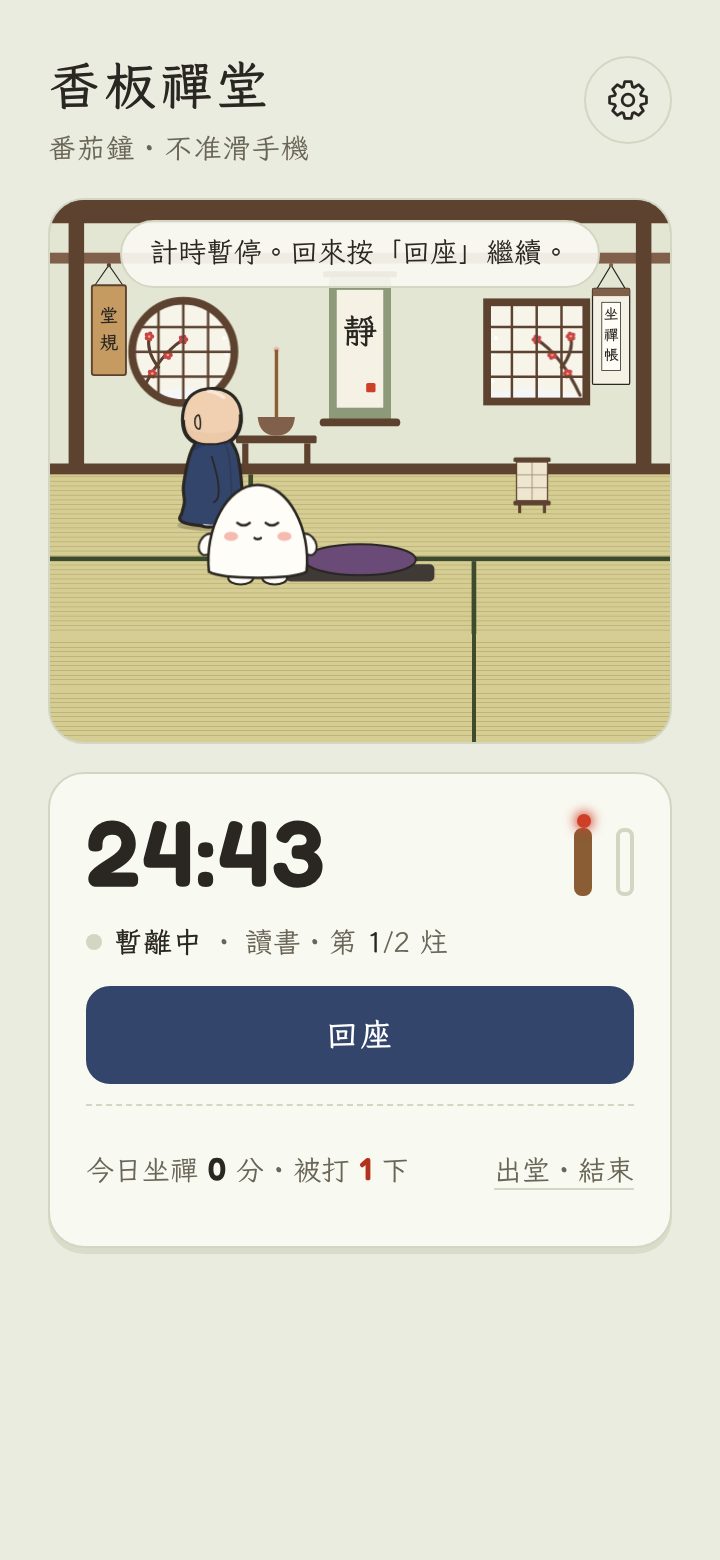 香板禪堂
番茄鐘・不准滑手機
計時暫停。回來按「回座」繼續。
堂規
靜
坐禪帳
24:43
暫離中 · 讀書・第 1/2 炷
回座
今日坐禪 0 分・被打 1 下
出堂・結束